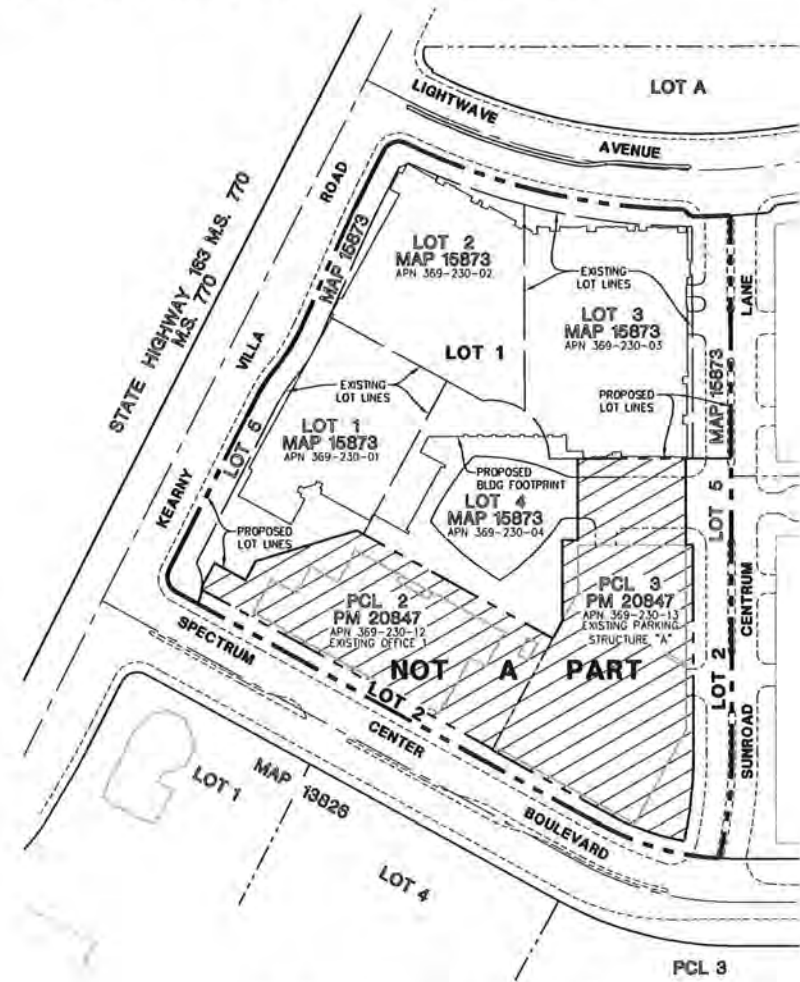 LOT A
LIGHTWAVE
AVENUE
STATE HIGHWAY 163 M.S. 770
M.S. 770
ROAD
MAP 15873
LOT 2
MAP 15873
APN 369-230-02
EXISTING
LOT LINES
LANE
LOT 3
MAP 15873
APN 369-230-03
VILLA
LOT 1
MAP 15873
EXISTING
LOT LINES
PROPOSED
LOT LINES
LOT 1
MAP 15873
APN 369-230-01
LOT 5
PROPOSED
BLDG FOOTPRINT
LOT 4
MAP 15873
APN 369-230-04
LOT 5
KEARNY
PROPOSED
LOT LINES
PCL 2
PM 20847
APN 369-230-12
EXISTING OFFICE 1
PCL 3
PM 20847
APN 369-230-13
EXISTING PARKING
STRUCTURE "A"
CENTRUM
SPECTRUM
NOT A PART
LOT 2
LOT 2
CENTER
SUNROAD
LOT 1
MAP 13826
BOULEVARD
LOT 4
PCL 3